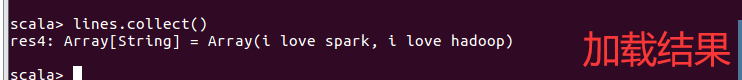 scala> lines.collect()
res4: Array[String] = Array(i love spark, i love hadoop)
加载结果
scala>